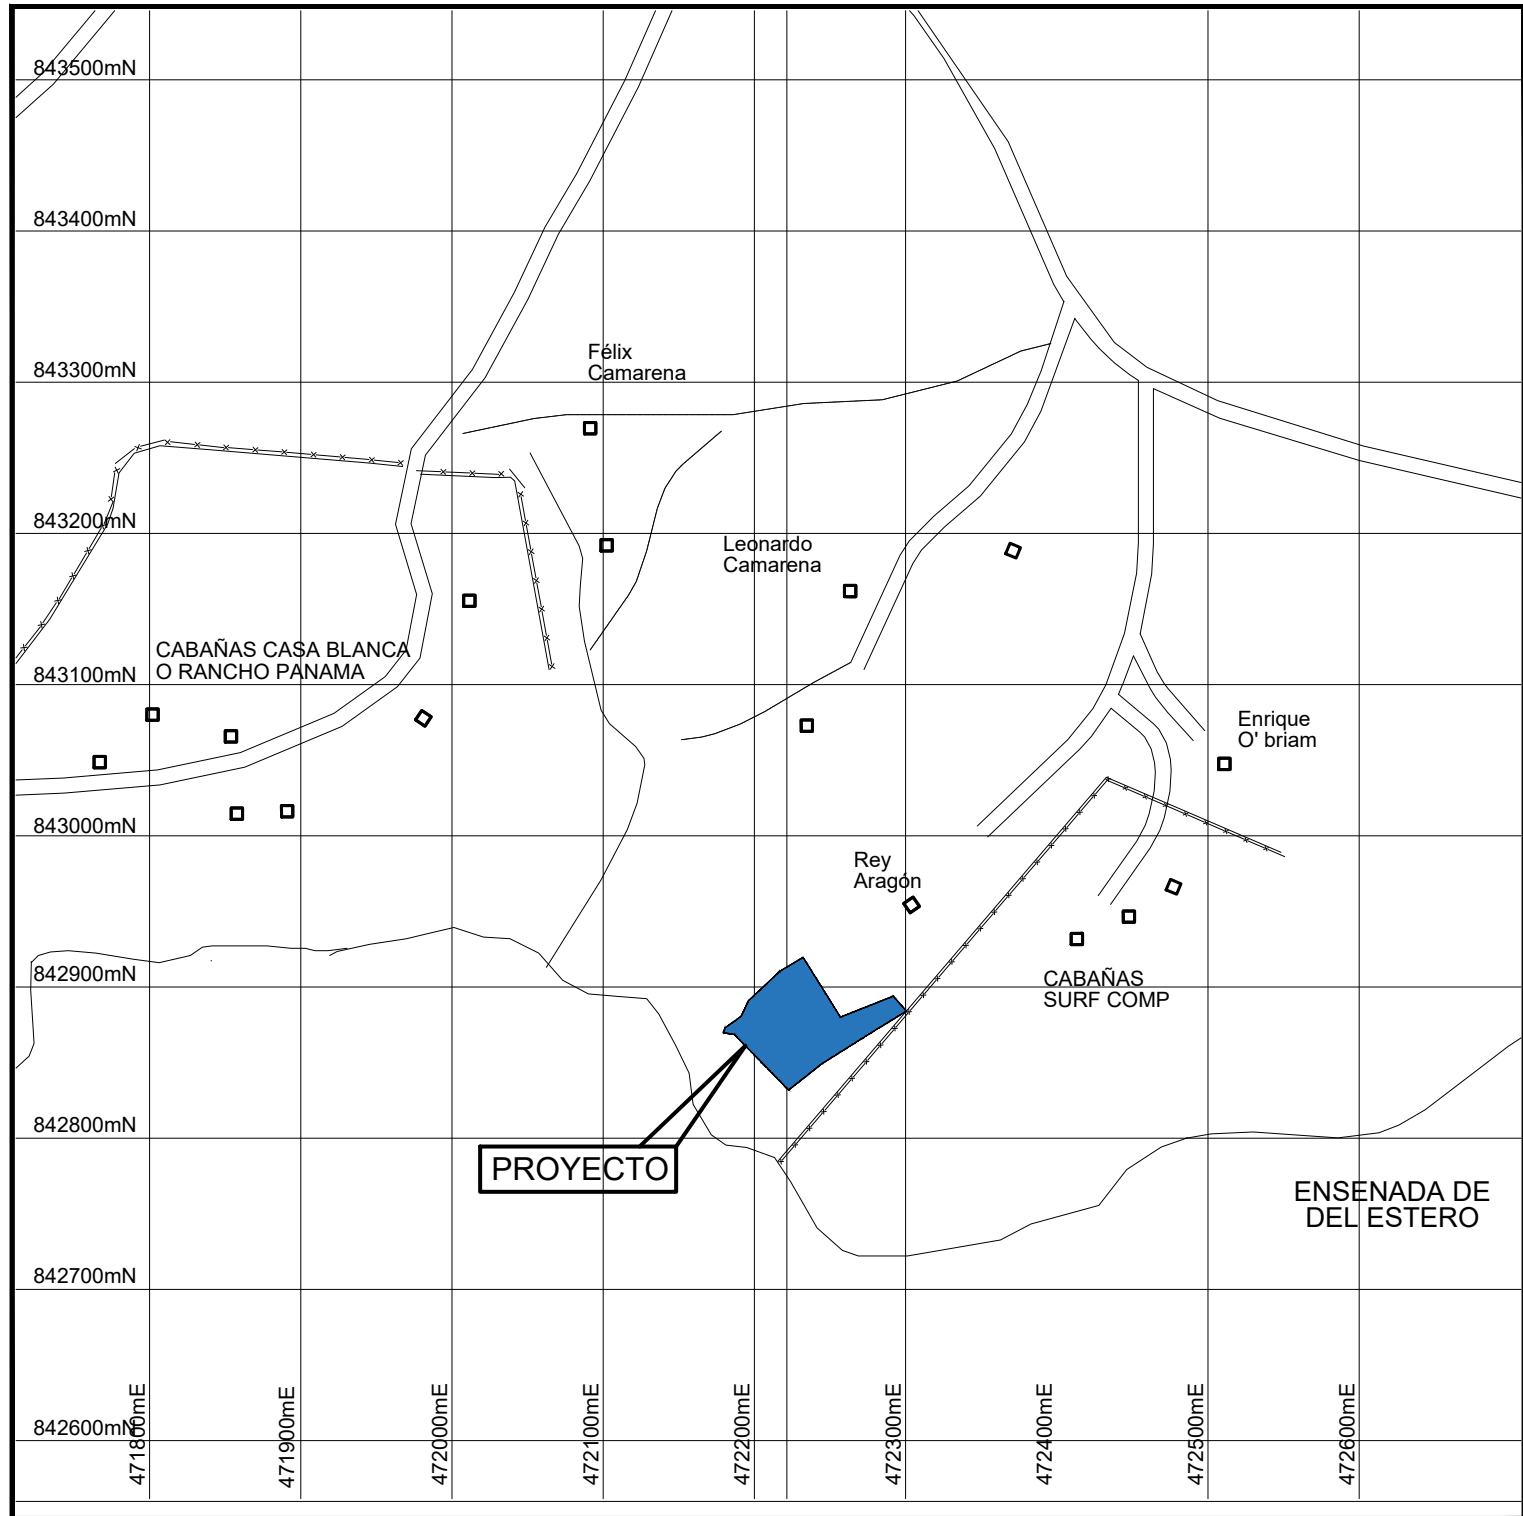 843500mN
843400mN
Félix
Camarena
843300mN
843200mN
Leonardo
Camarena
CABAÑAS CASA BLANCA
O RANCHO PANAMA
843100mN
Enrique
O' briam
843000mN
Rey
Aragón
842900mN
CABAÑAS
SURF COMP
842800mN
PROYECTO
ENSENADA DE
DEL ESTERO
842700mN
842600mN
471800mE
471900mE
472000mE
472100mE
472200mE
472300mE
472400mE
472500mE
472600mE